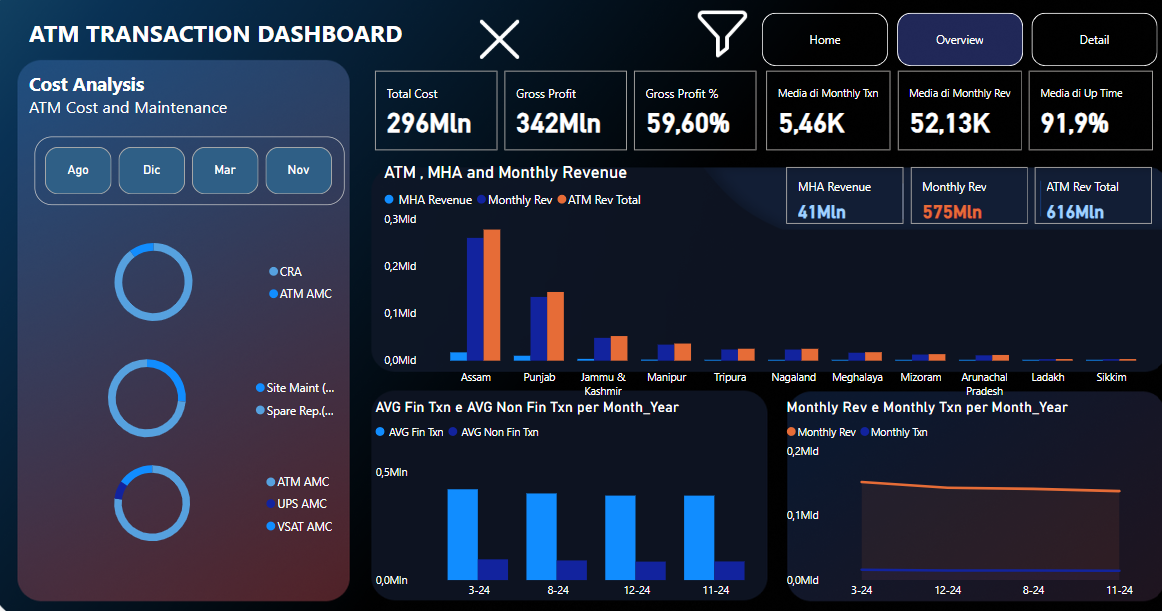 ATM TRANSACTION DASHBOARD
Home
Overview
Detail
Cost Analysis
ATM Cost and Maintenance
Ago
Dic
Mar
Nov
CRA
ATM AMC
Site Maint (...
Spare Rep.(...
ATM AMC
UPS AMC
VSAT AMC
Total Cost
296Mln
Gross Profit
342Mln
Gross Profit %
59,60%
Media di Monthly Txn
5,46K
Media di Monthly Rev
52,13K
Media di Up Time
91,9%
ATM , MHA and Monthly Revenue
MHA Revenue
Monthly Rev
ATM Rev Total
MHA Revenue
41Mln
Monthly Rev
575Mln
ATM Rev Total
616Mln
0,3Mld
0,2Mld
0,1Mld
0,0Mld
Assam
Punjab
Jammu &
Kashmir
Manipur
Tripura
Nagaland
Meghalaya
Mizoram
Arunachal
Pradesh
Ladakh
Sikkim
AVG Fin Txn e AVG Non Fin Txn per Month_Year
AVG Fin Txn
AVG Non Fin Txn
0,5Mln
0,0Mln
3-24
8-24
12-24
11-24
Monthly Rev e Monthly Txn per Month_Year
Monthly Rev
Monthly Txn
0,2Mld
0,1Mld
0,0Mld
3-24
12-24
8-24
11-24